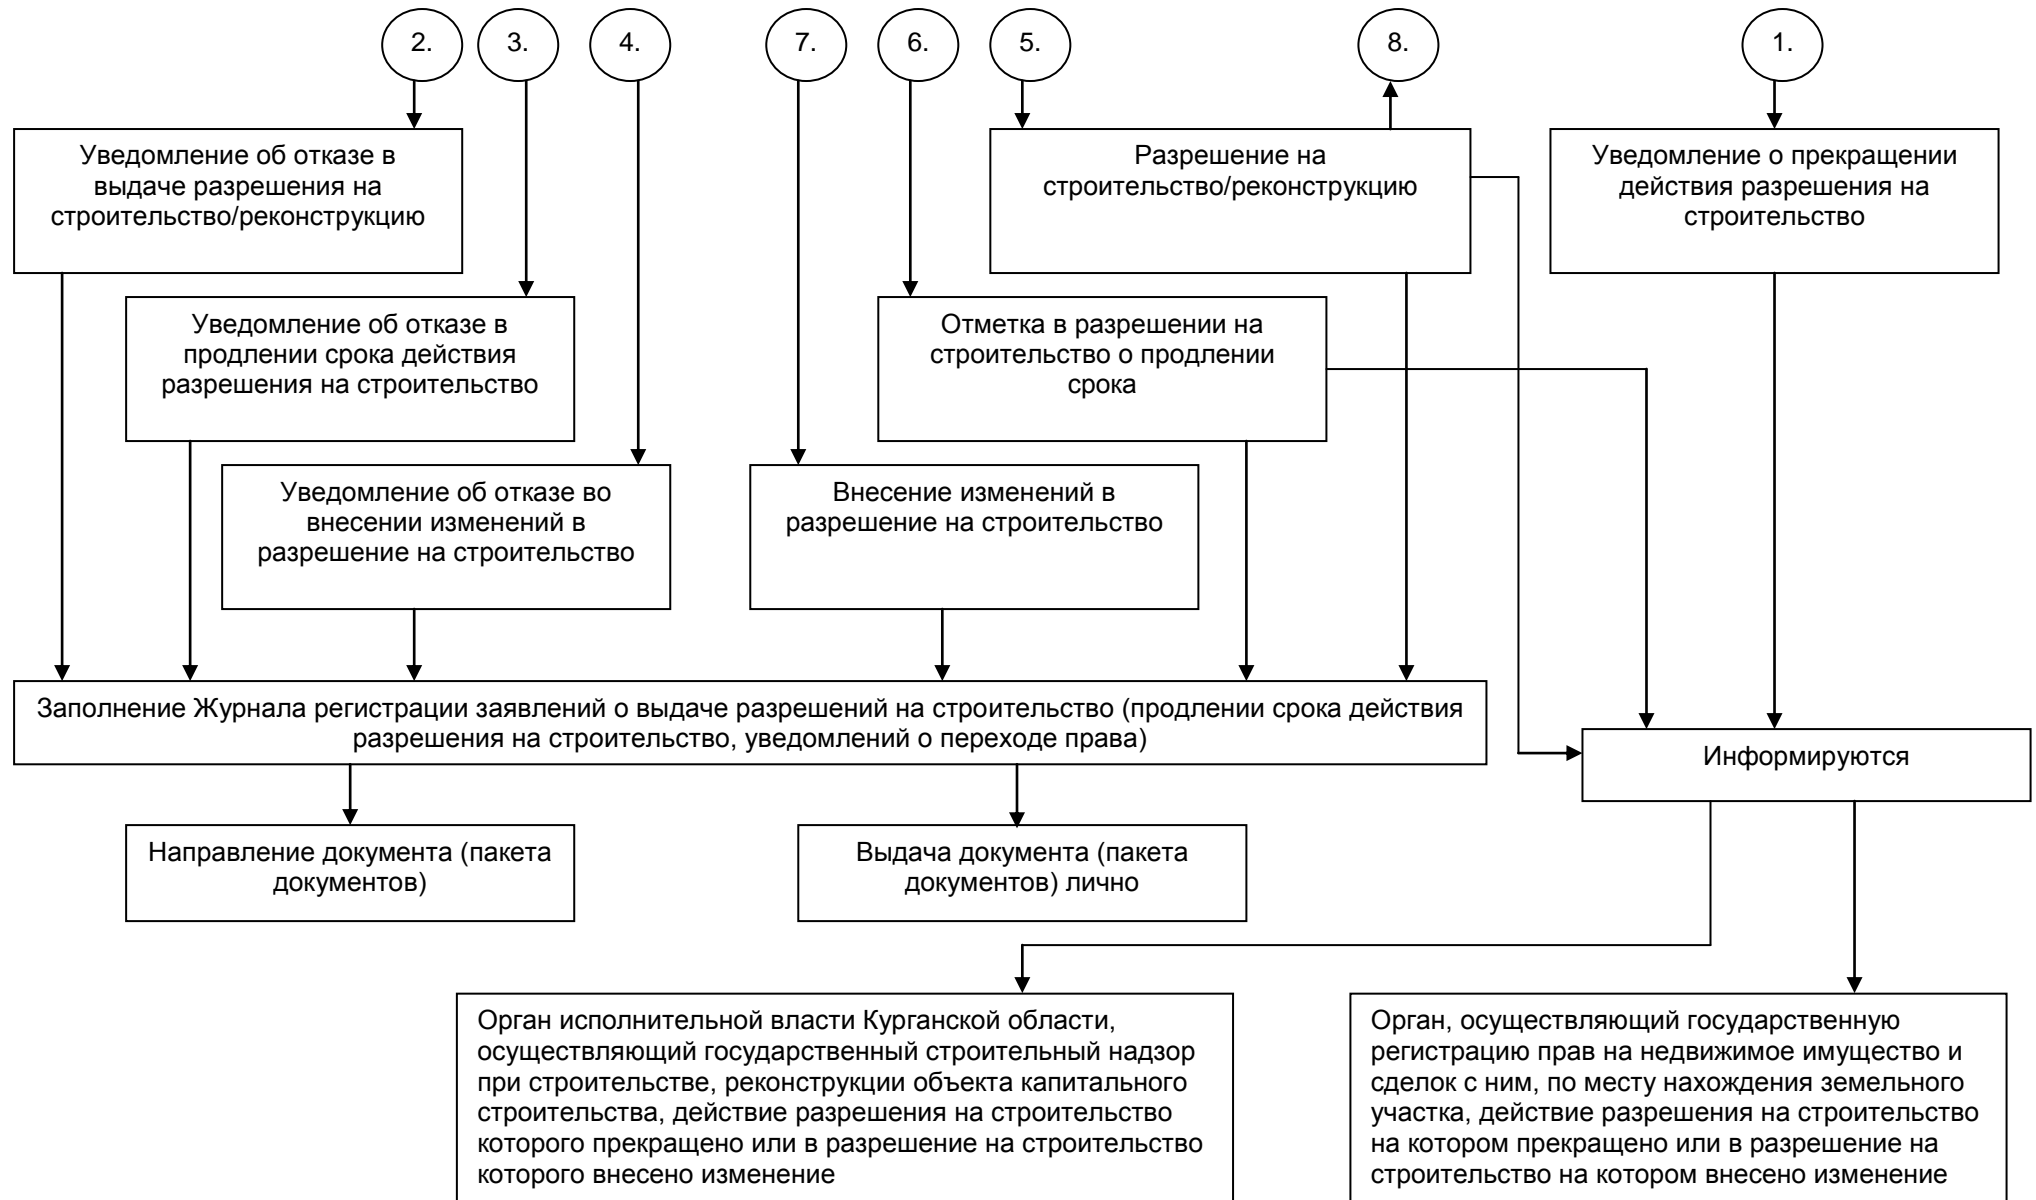 2.
3.
4.
7.
6.
5.
8.
1.
Уведомление об отказе в
выдаче разрешения на
строительство/реконструкцию
Разрешение на
строительство/реконструкцию
Уведомление о прекращении
действия разрешения на
строительство
Уведомление об отказе в
продлении срока действия
разрешения на строительство
Отметка в разрешении на
строительство о продлении
срока
Уведомление об отказе во
внесении изменений в
разрешение на строительство
Внесение изменений в
разрешение на строительство
Заполнение Журнала регистрации заявлений о выдаче разрешений на строительство (продлении срока действия
разрешения на строительство, уведомлений о переходе права)
Информируются
Направление документа (пакета
документов)
Выдача документа (пакета
документов) лично
Орган исполнительной власти Курганской области,
осуществляющий государственный строительный надзор
при строительстве, реконструкции объекта капитального
строительства, действие разрешения на строительство
которого прекращено или в разрешение на строительство
которого внесено изменение
Орган, осуществляющий государственную
регистрацию прав на недвижимое имущество и
сделок с ним, по месту нахождения земельного
участка, действие разрешения на строительство
на котором прекращено или в разрешение на
строительство на котором внесено изменение